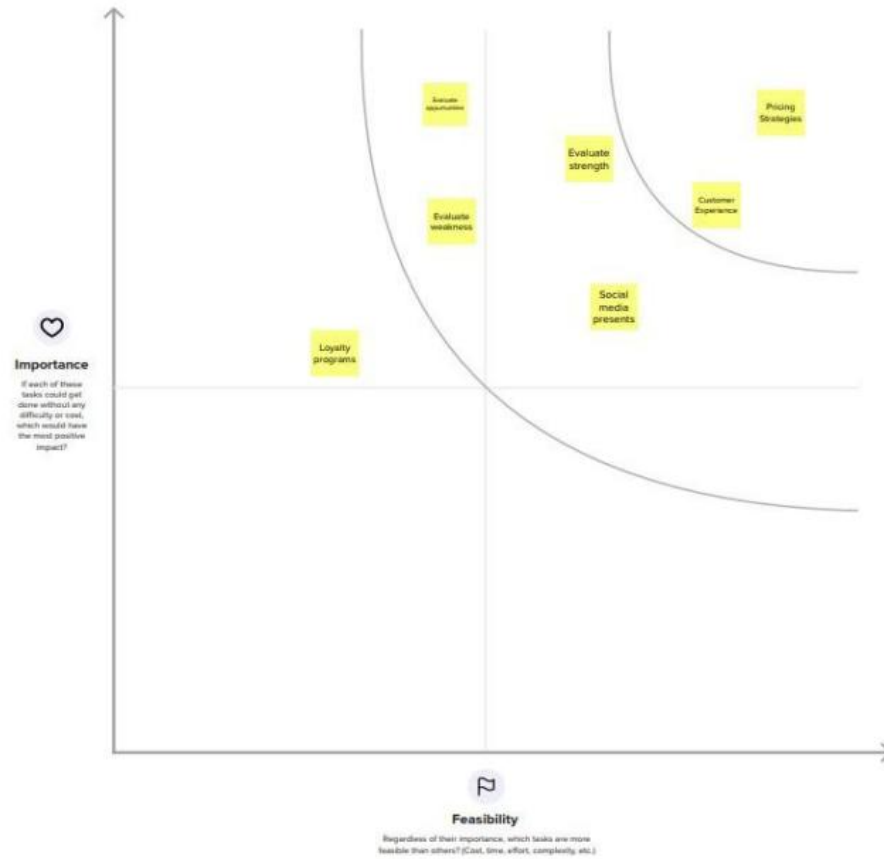 Evaluate
opportunities
Pricing
Strategies
Evaluate
strength
Customer
Experience
Evaluate
weakness
Social
media
presents
Loyalty
programs
Importance
If each of these
tasks could get
done without any
difficulty or cost,
which would have
the most positive
impact?
Feasibility
Regardless of their importance, which tasks are more
feasible than others? (Cost, time, effort, complexity, etc.)